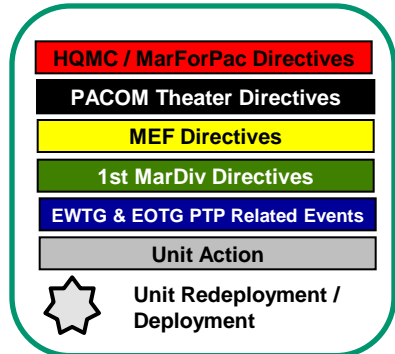 HQMC / MarForPac Directives
PACOM Theater Directives
MEF Directives
1st MarDiv Directives
EWTG & EOTG PTP Related Events
Unit Action
Unit Redeployment /
Deployment